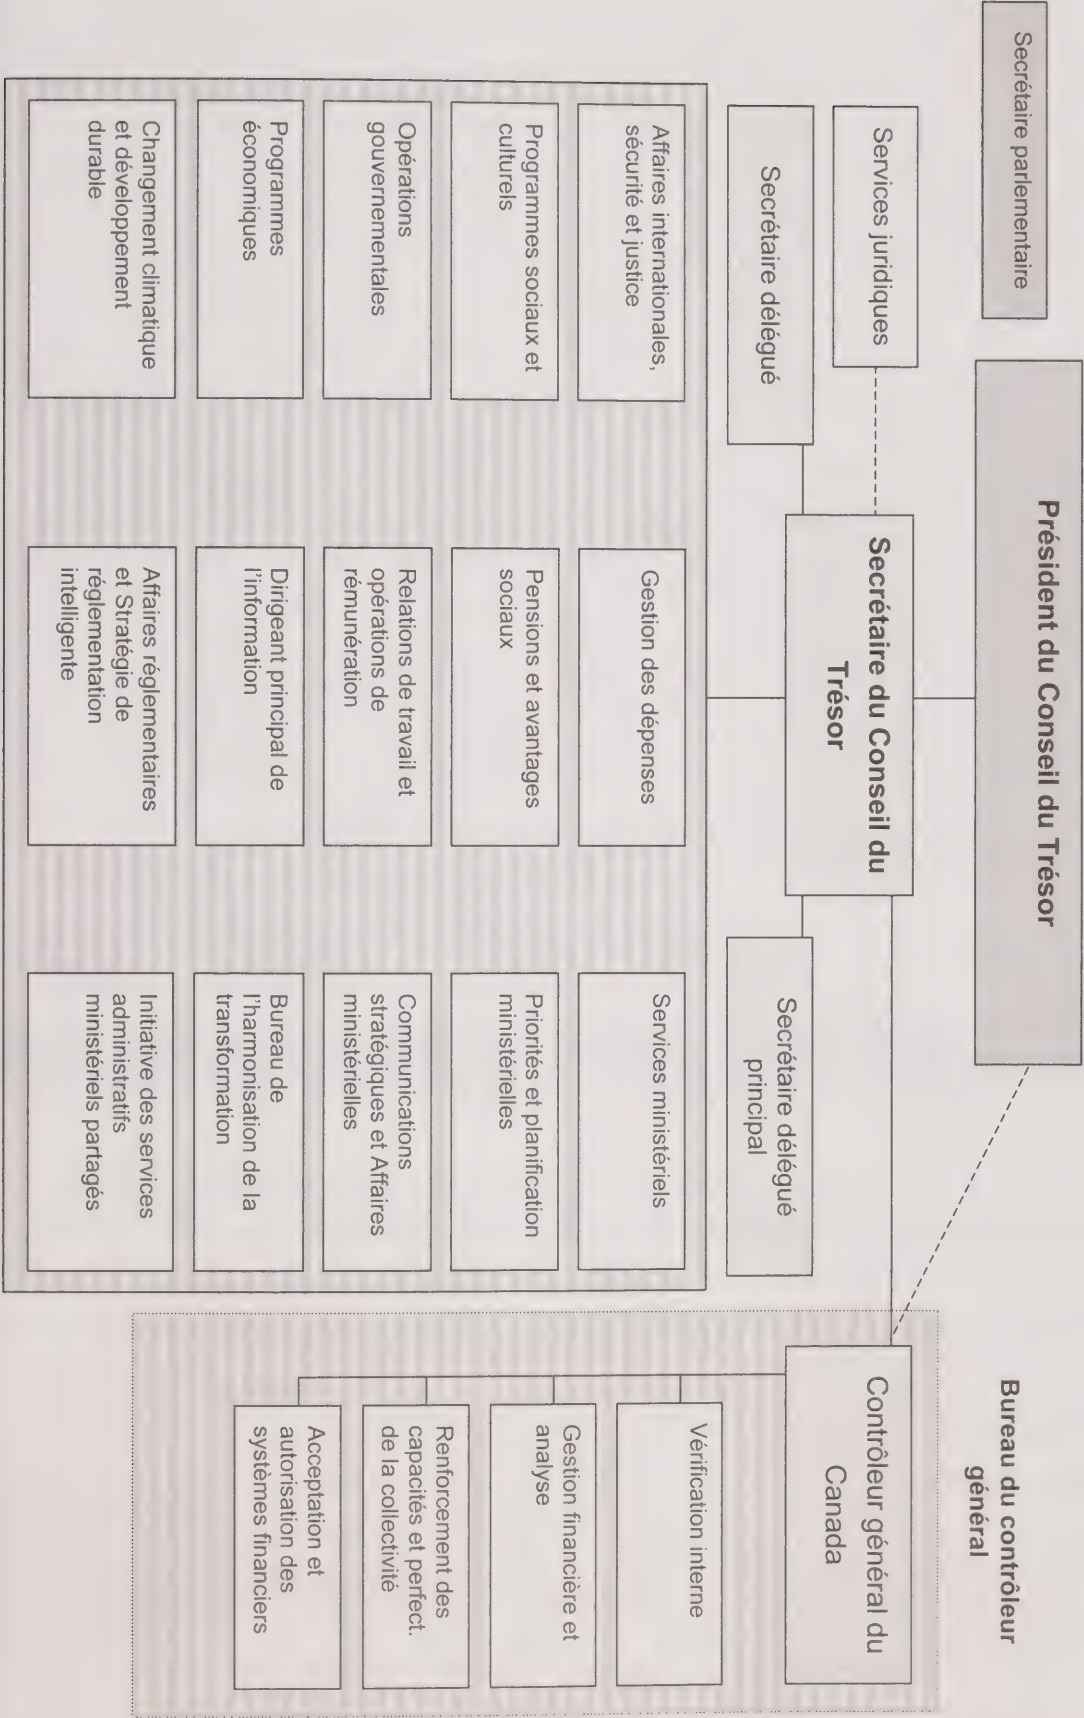 Secrétaire parlementaire
Président du Conseil du Trésor
Bureau du contrôleur
général
Services juridiques
Secrétaire du Conseil du
Trésor
Secrétaire délégué
Secrétaire délégué
principal
Contrôleur général du
Canada
Affaires internationales,
sécurité et justice
Programmes sociaux et
culturels
Opérations
gouvernementales
Programmes
économiques
Changement climatique
et développement
durable
Gestion des dépenses
Pensions et avantages
sociaux
Relations de travail et
opérations de
rémunération
Dirigeant principal de
l'information
Affaires réglementaires
et Stratégie de
réglementation
intelligente
Services ministériels
Priorités et planification
ministérielles
Communications
stratégiques et Affaires
ministérielles
Bureau de
l'harmonisation de la
transformation
Initiative des services
administratifs
ministériels partagés
Vérification interne
Gestion financière et
analyse
Renforcement des
capacités et perfect.
de la collectivité
Acceptation et
autorisation des
systèmes financiers